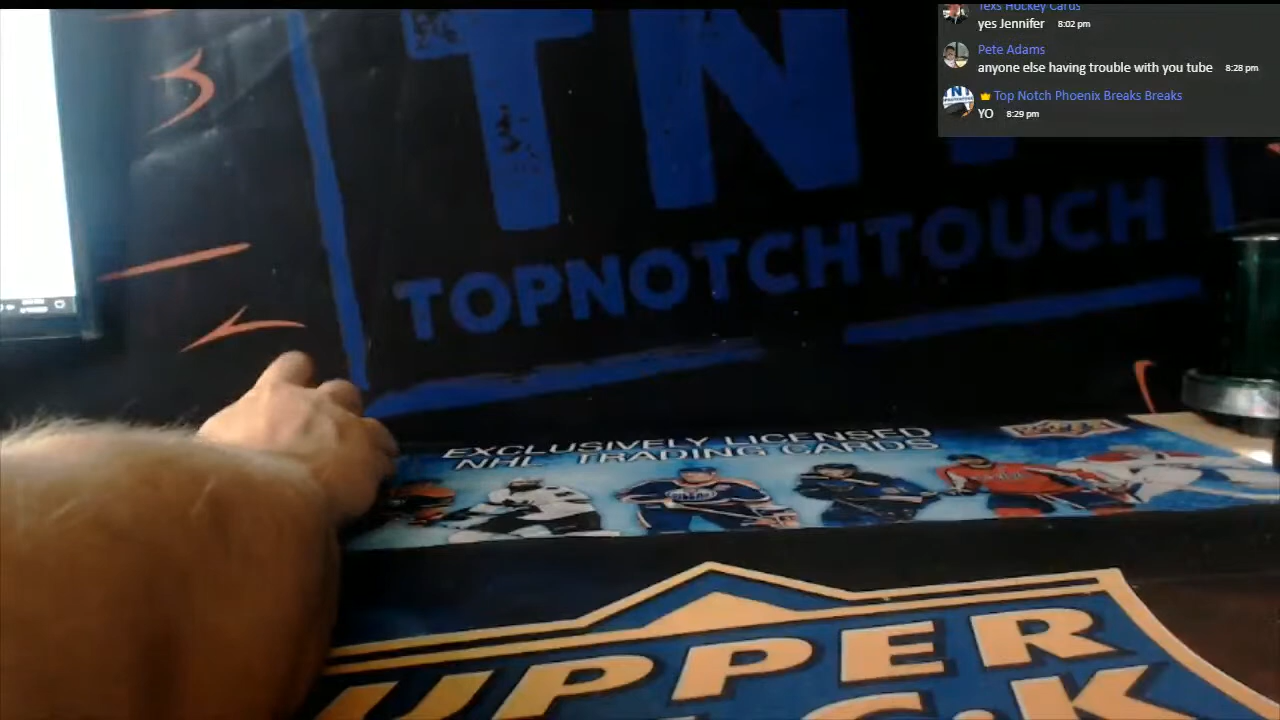 Texs Hockey Cards
yes Jennifer 8:02 pm
Pete Adams
anyone else having trouble with you tube 8:28 pm
Top Notch Phoenix Breaks Breaks
YO 8:29 pm
TN
TOPNOTCHTOUCH
EXCLUSIVELY LICENSED
NHL TRADING CARDS
UPPER